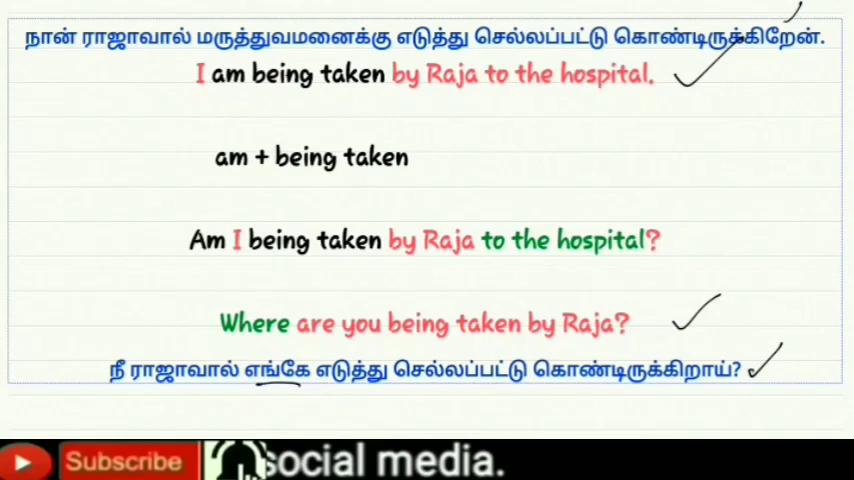 நான் ராஜாவால் மருத்துவமனைக்கு எடுத்து செல்லப்பட்டு கொண்டிருக்கிறேன்.
I am being taken by Raja to the hospital.
am + being taken
Am I being taken by Raja to the hospital?
Where are you being taken by Raja?
நீ ராஜாவால் எங்கே எடுத்து செல்லப்பட்டு கொண்டிருக்கிறாய்?
Subscribe social media.